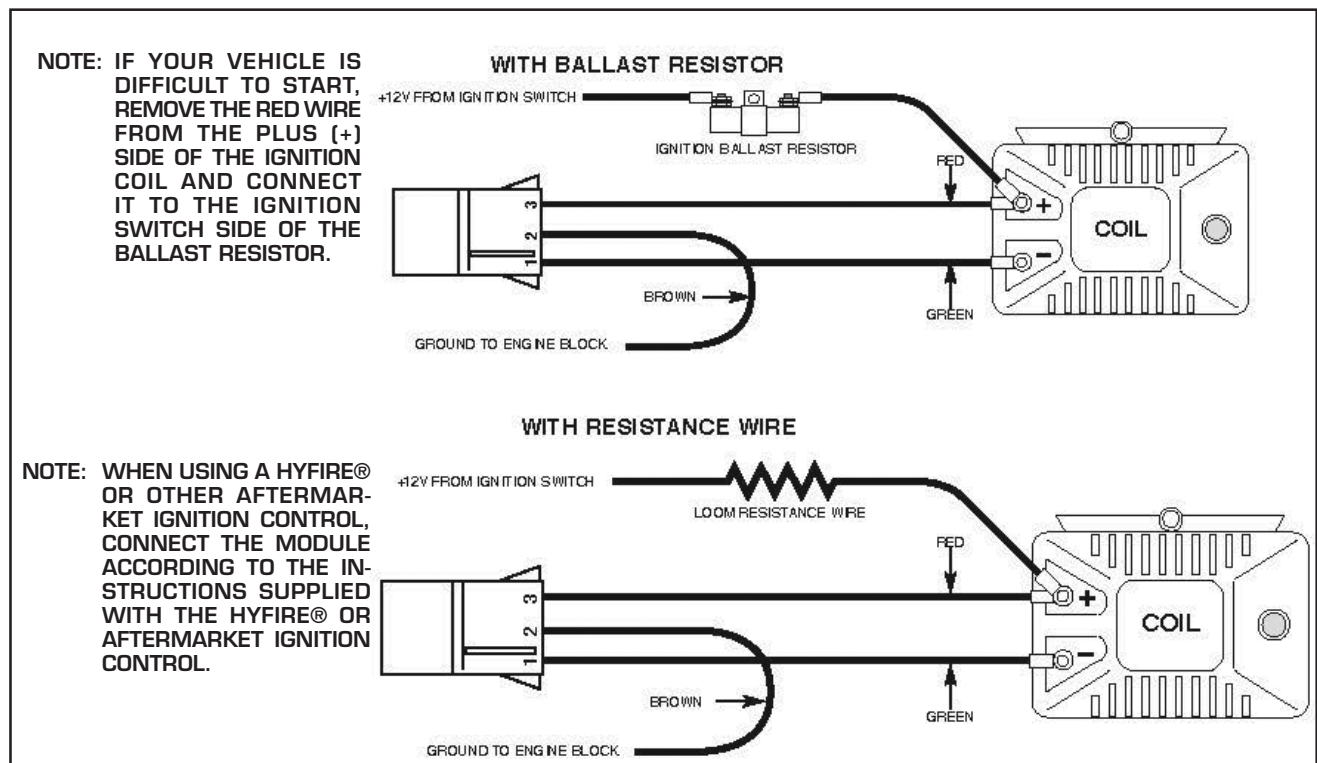 NOTE: IF YOUR VEHICLE IS
DIFFICULT TO START,
REMOVE THE RED WIRE
FROM THE PLUS (+)
SIDE OF THE IGNITION
COIL AND CONNECT
IT TO THE IGNITION
SWITCH SIDE OF THE
BALLAST RESISTOR.
WITH BALLAST RESISTOR
+12V FROM IGNITION SWITCH
IGNITION BALLAST RESISTOR
RED
3
2
1
+
-
COIL
BROWN
GREEN
GROUND TO ENGINE BLOCK
NOTE: WHEN USING A HYFIRE®
OR OTHER AFTERMAR-
KET IGNITION CONTROL,
CONNECT THE MODULE
ACCORDING TO THE IN-
STRUCTIONS SUPPLIED
WITH THE HYFIRE® OR
AFTERMARKET IGNITION
CONTROL.
WITH RESISTANCE WIRE
+12V FROM IGNITION SWITCH
LOOM RESISTANCE WIRE
RED
3
2
1
+
-
COIL
BROWN
GREEN
GROUND TO ENGINE BLOCK